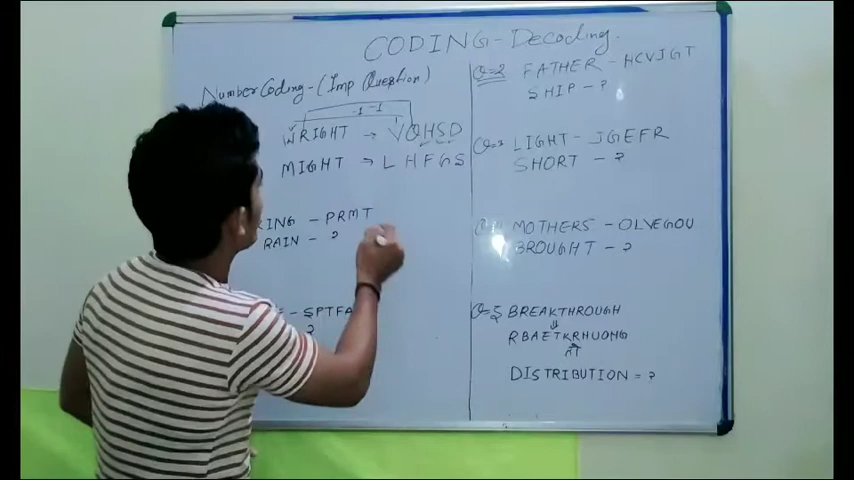 CODING - Decoding.
Number Coding - (Imp Question)
-1 -1
WRIGHT → VQHSD
MIGHT → LHFGS
RING - PRMT
RAIN - ?
- SPTFA
?
Q=2 FATHER - HCVJGT
SHIP - ?
Q=3 LIGHT - JGEFR
SHORT - ?
MOTHERS - OLVEGOU
BROUGHT - ?
Q=5 BREAKTHROUGH
⇓
RBAETKRHUOHG
DISTRIBUTION = ?